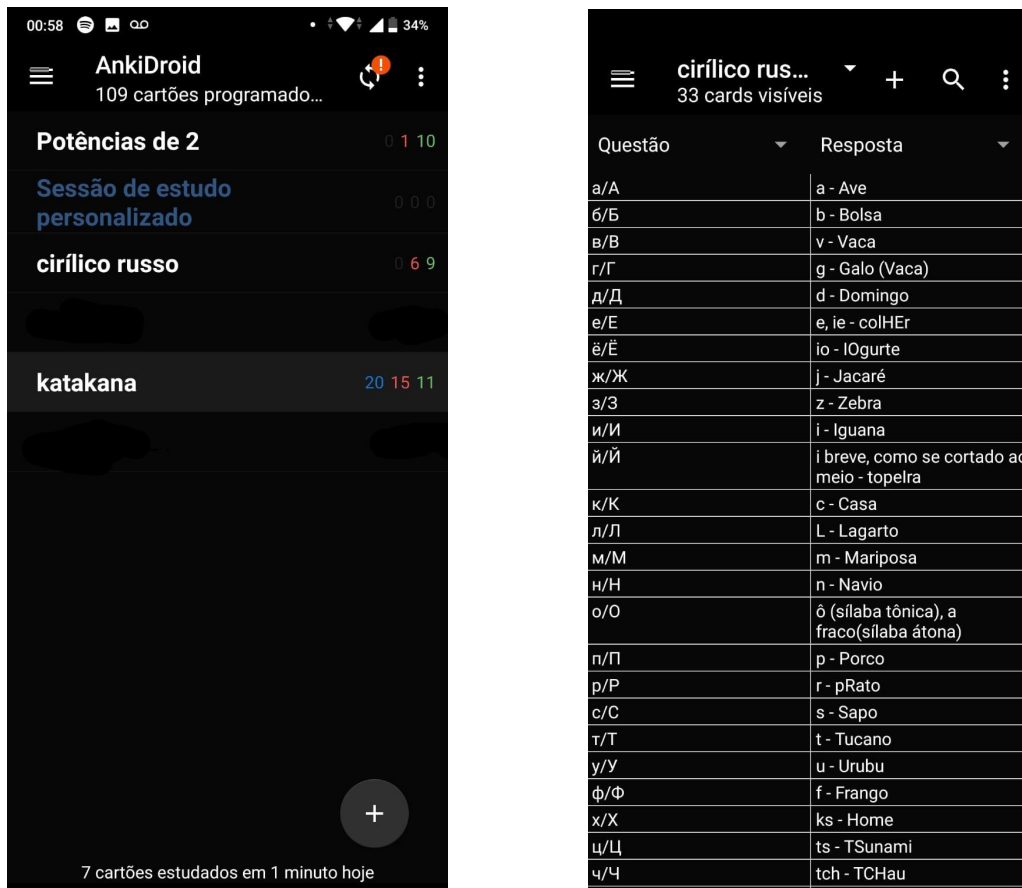 00:58
34%
AnkiDroid
109 cartões programado...
Potências de 2 0 1 10
Sessão de estudo
personalizado 0 0 0
cirílico russo 0 6 9
katakana 20 15 11
+
7 cartões estudados em 1 minuto hoje
cirílico rus...
33 cards visíveis
Questão Resposta
а/А a - Ave
б/Б b - Bolsa
в/В v - Vaca
г/Г g - Galo (Vaca)
д/Д d - Domingo
е/Е e, ie - colHEr
ё/Ё io - IOgurte
ж/Ж j - Jacaré
з/З z - Zebra
и/И i - Iguana
й/Й i breve, como se cortado ao
meio - topeIra
к/К c - Casa
л/Л L - Lagarto
м/М m - Mariposa
н/Н n - Navio
о/О ô (sílaba tônica), a
fraco(sílaba átona)
п/П p - Porco
р/Р r - pRato
с/С s - Sapo
т/Т t - Tucano
у/У u - Urubu
ф/Ф f - Frango
х/Х ks - Home
ц/Ц ts - TSunami
ч/Ч tch - TCHau